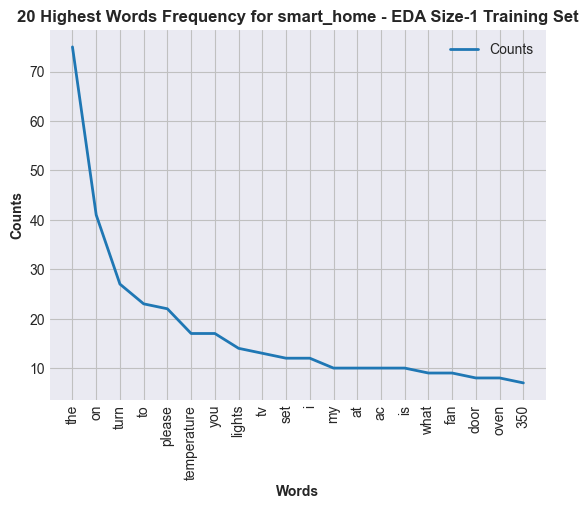 20 Highest Words Frequency for smart_home - EDA Size-1 Training Set
Counts
70
60
50
40
30
20
10
Counts
the
on
turn
to
please
temperature
you
lights
tv
set
i
my
at
ac
is
what
fan
door
oven
350
Words